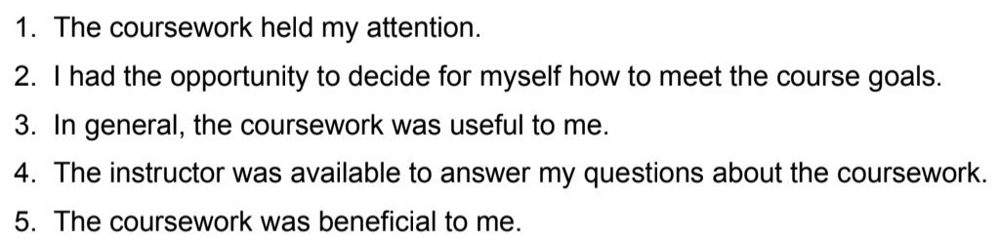 1. The coursework held my attention.
2. I had the opportunity to decide for myself how to meet the course goals.
3. In general, the coursework was useful to me.
4. The instructor was available to answer my questions about the coursework.
5. The coursework was beneficial to me.